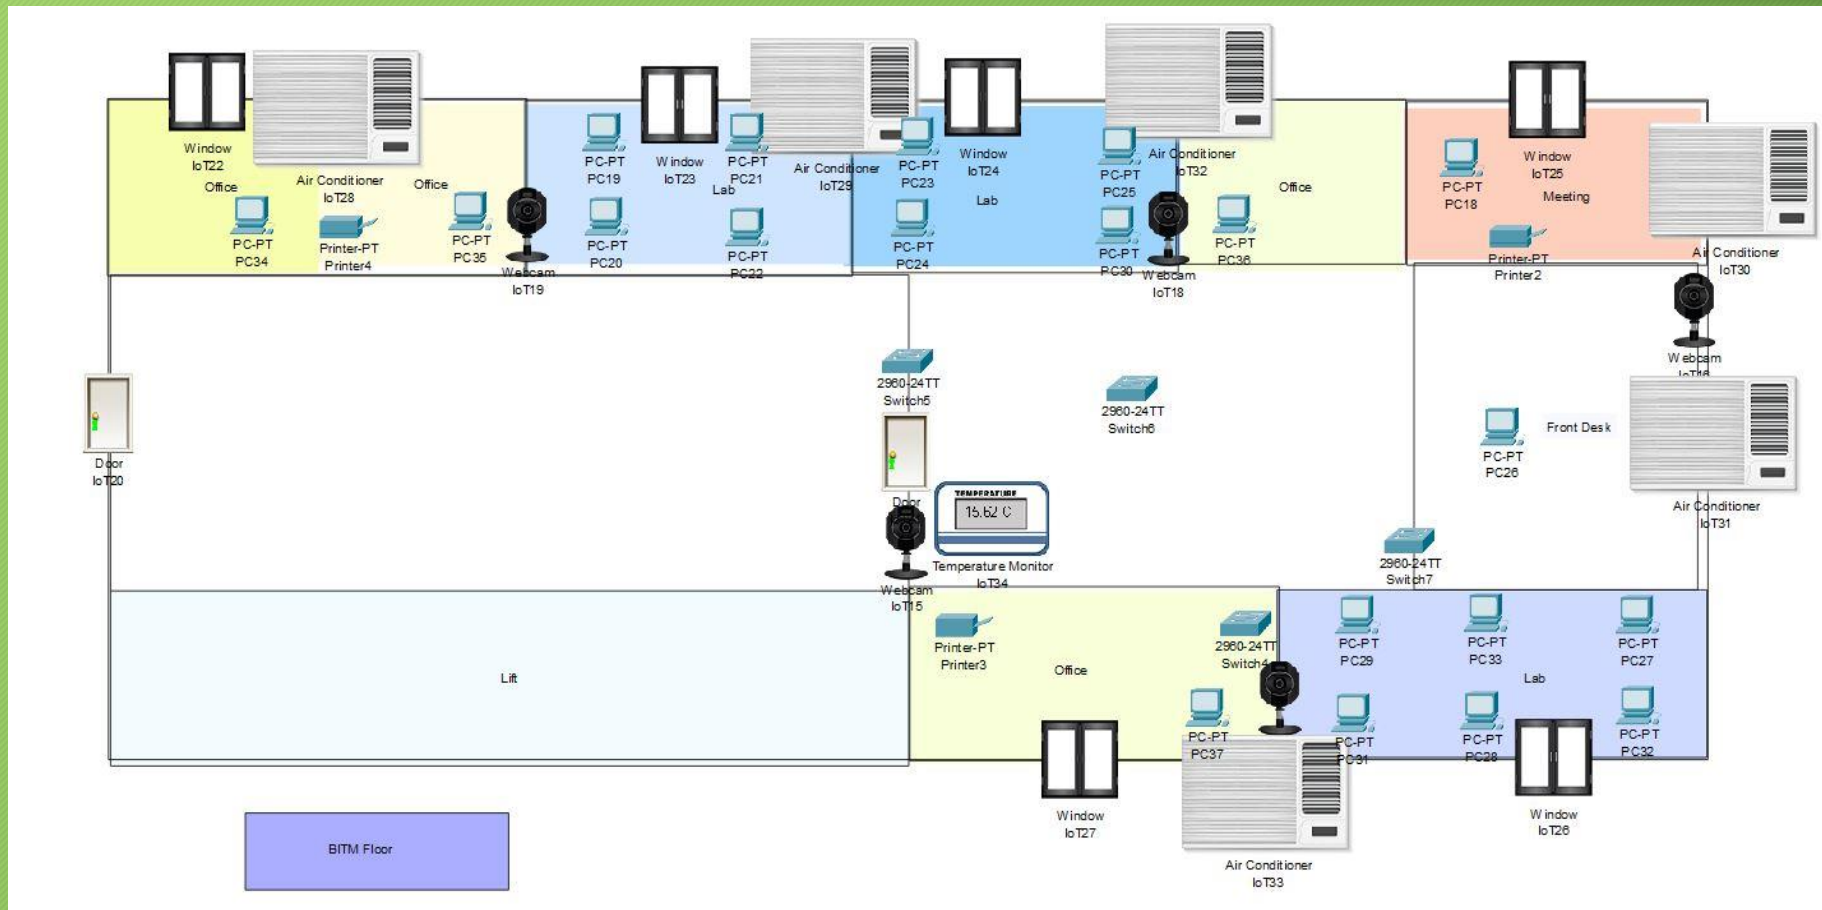 Window
IoT22
Office
Air Conditioner
IoT28
Office
PC-PT
PC34
Printer-PT
Printer4
PC-PT
PC35
Webcam
IoT19
PC-PT
PC19
Window
IoT23
PC-PT
PC21
Lab
Air Conditioner
IoT29
PC-PT
PC20
PC-PT
PC22
PC-PT
PC23
Window
IoT24
Lab
PC-PT
PC25
Air Conditioner
IoT32
PC-PT
PC24
PC-PT
PC30
Webcam
IoT18
PC-PT
PC36
Office
PC-PT
PC18
Window
IoT25
Meeting
Printer-PT
Printer2
Air Conditioner
IoT30
Webcam
IoT16
Door
IoT20
2960-24TT
Switch5
2960-24TT
Switch6
Door
TEMPERATURE
15.62 C
Temperature Monitor
IoT34
Webcam
IoT15
PC-PT
PC26
Front Desk
Air Conditioner
IoT31
2960-24TT
Switch7
Lift
Printer-PT
Printer3
Office
2960-24TT
Switch4
PC-PT
PC37
Window
IoT27
Air Conditioner
IoT33
PC-PT
PC29
PC-PT
PC33
PC-PT
PC27
Lab
PC-PT
PC31
PC-PT
PC28
PC-PT
PC32
Window
IoT26
BITM Floor